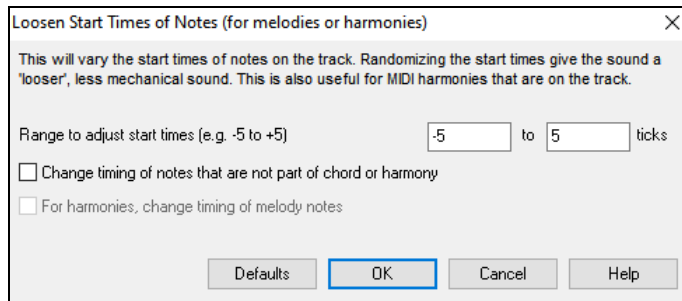 Loosen Start Times of Notes (for melodies or harmonies)
This will vary the start times of notes on the track. Randomizing the start times give the sound a
'looser', less mechanical sound. This is also useful for MIDI harmonies that are on the track.
Range to adjust start times (e.g. -5 to +5) -5 to 5 ticks
Change timing of notes that are not part of chord or harmony
For harmonies, change timing of melody notes
Defaults OK Cancel Help